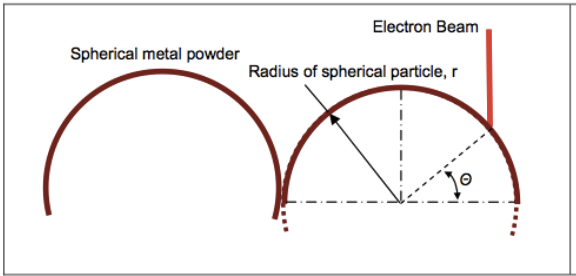 Electron Beam
Spherical metal powder
Radius of spherical particle, r
Θ